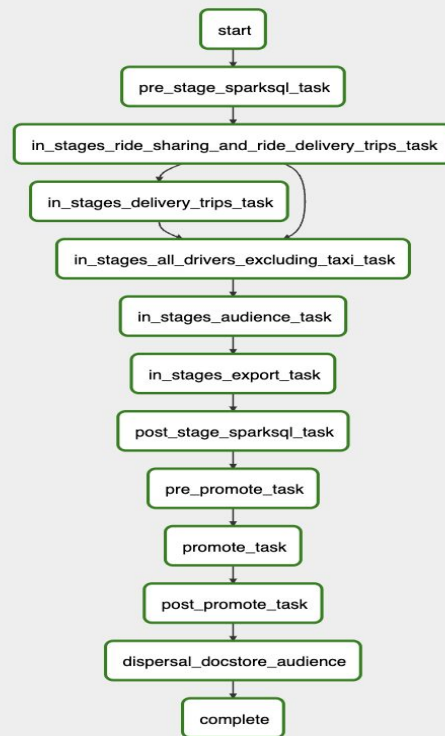 start
pre_stage_sparksql_task
in_stages_ride_sharing_and_ride_delivery_trips_task
in_stages_delivery_trips_task
in_stages_all_drivers_excluding_taxi_task
in_stages_audience_task
in_stages_export_task
post_stage_sparksql_task
pre_promote_task
promote_task
post_promote_task
dispersal_docstore_audience
complete